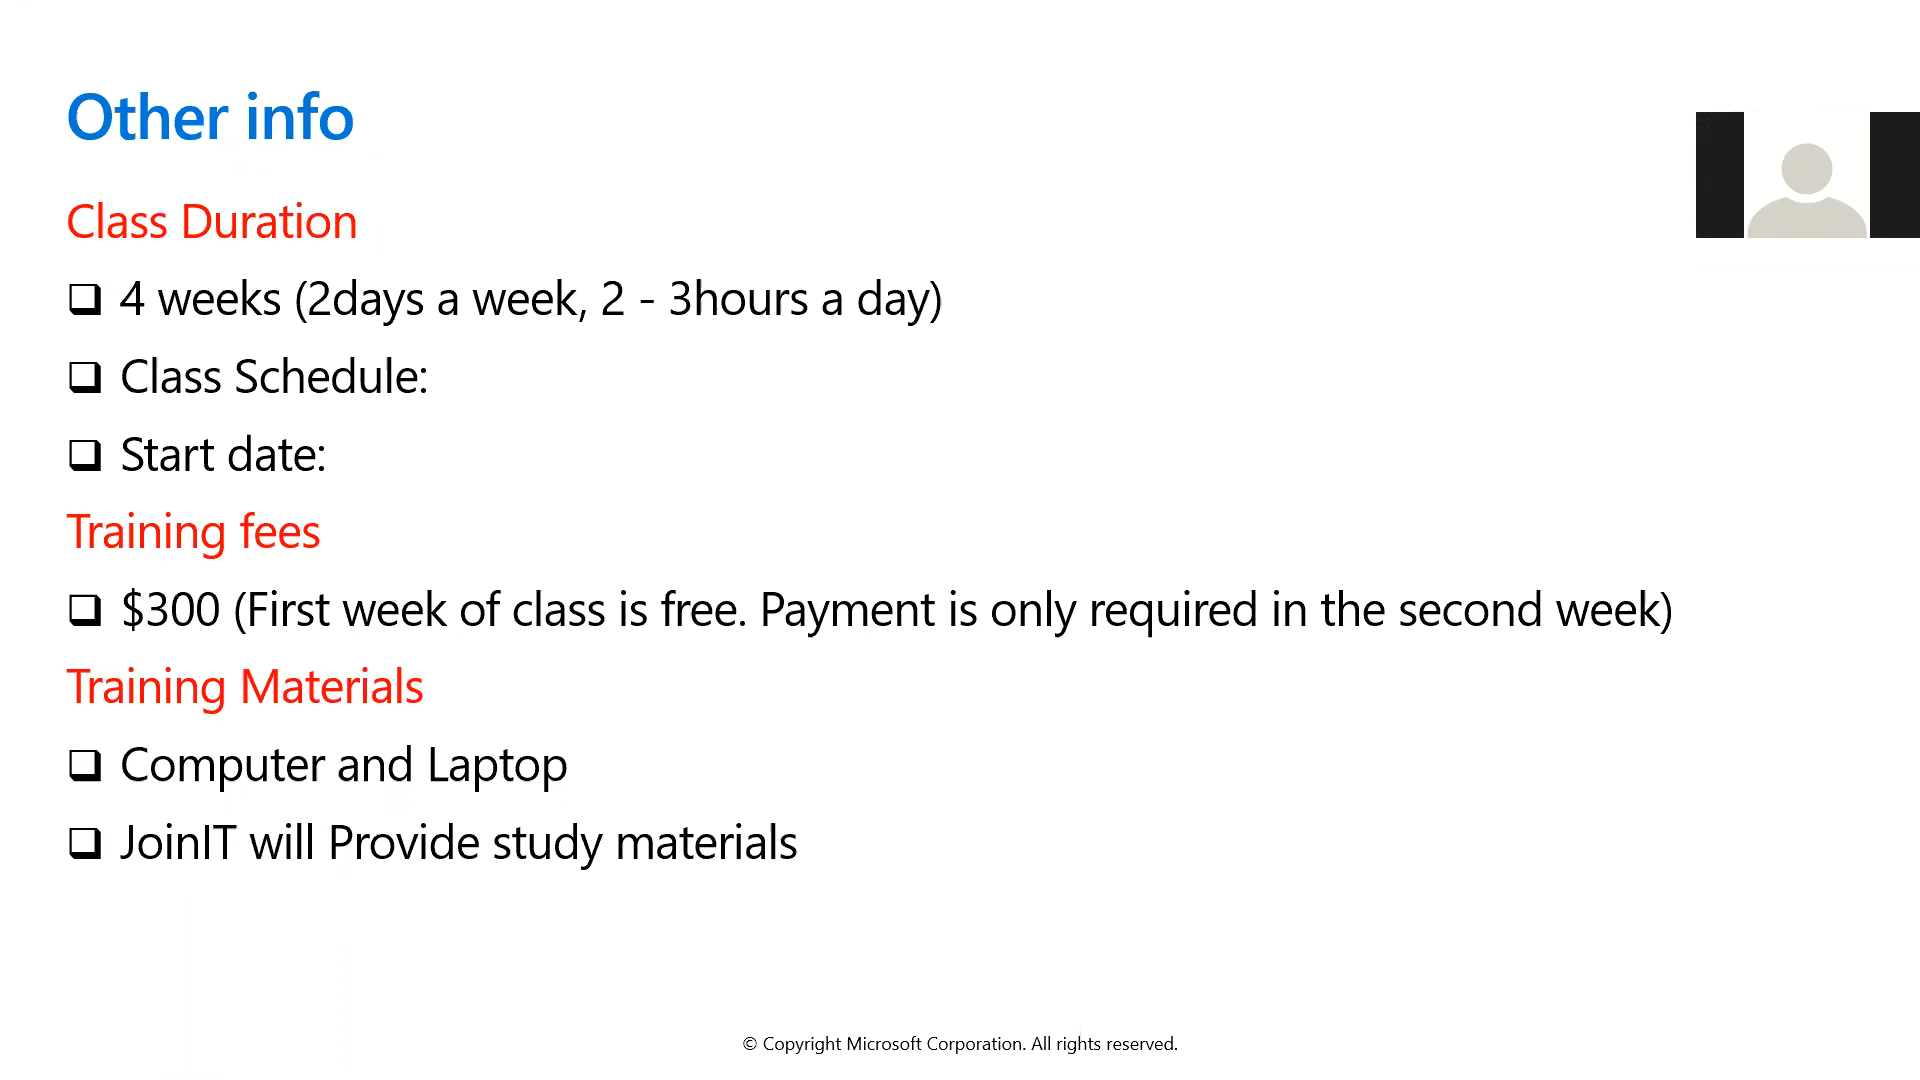 Other info
Class Duration
4 weeks (2days a week, 2 - 3hours a day)
Class Schedule:
Start date:
Training fees
$300 (First week of class is free. Payment is only required in the second week)
Training Materials
Computer and Laptop
JoinIT will Provide study materials
© Copyright Microsoft Corporation. All rights reserved.